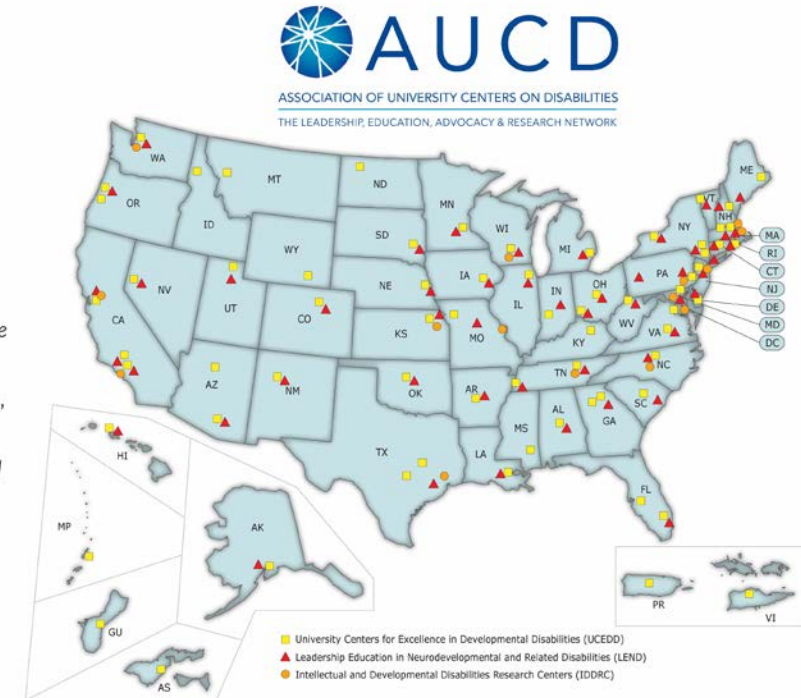 AUCD
ASSOCIATION OF UNIVERSITY CENTERS ON DISABILITIES
THE LEADERSHIP, EDUCATION, ADVOCACY & RESEARCH NETWORK
WA
MT
ND
MN
ME
VT
NH
OR
ID
SD
WI
MI
NY
MA
RI
CT
NJ
DE
MD
DC
WY
IA
NE
PA
NV
UT
CO
IL
IN
OH
WV
VA
CA
KS
MO
KY
AZ
NM
OK
AR
TN
NC
SC
MS
AL
GA
TX
LA
FL
HI
MP
AK
GU
AS
PR
VI
University Centers for Excellence in Developmental Disabilities (UCEDD)
Leadership Education in Neurodevelopmental and Related Disabilities (LEND)
Intellectual and Developmental Disabilities Research Centers (IDDRC)